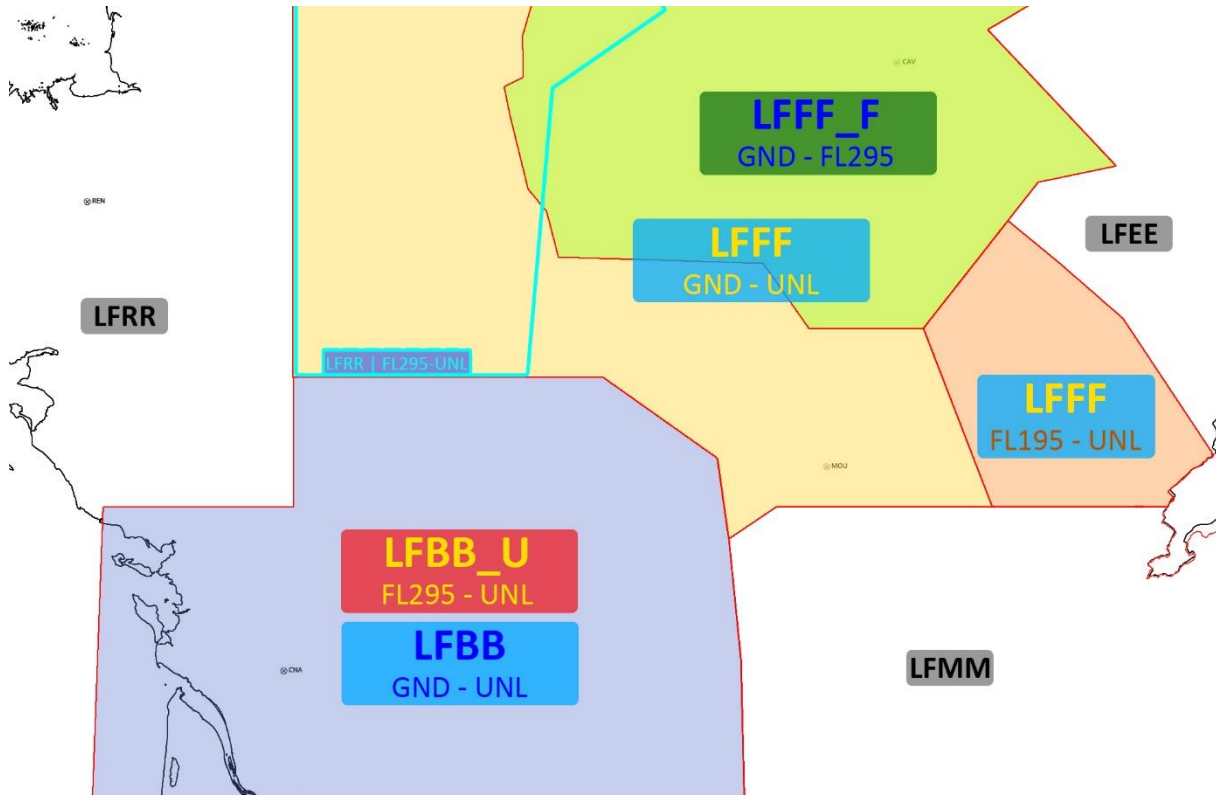 CAV
LFFF_F
GND - FL295
REN
LFFF
GND - UNL
LFEE
LFRR
LFRR | FL295-UNL
LFFF
FL195 - UNL
MOU
LFBB_U
FL295 - UNL
LFBB
GND - UNL
CNA
LFMM